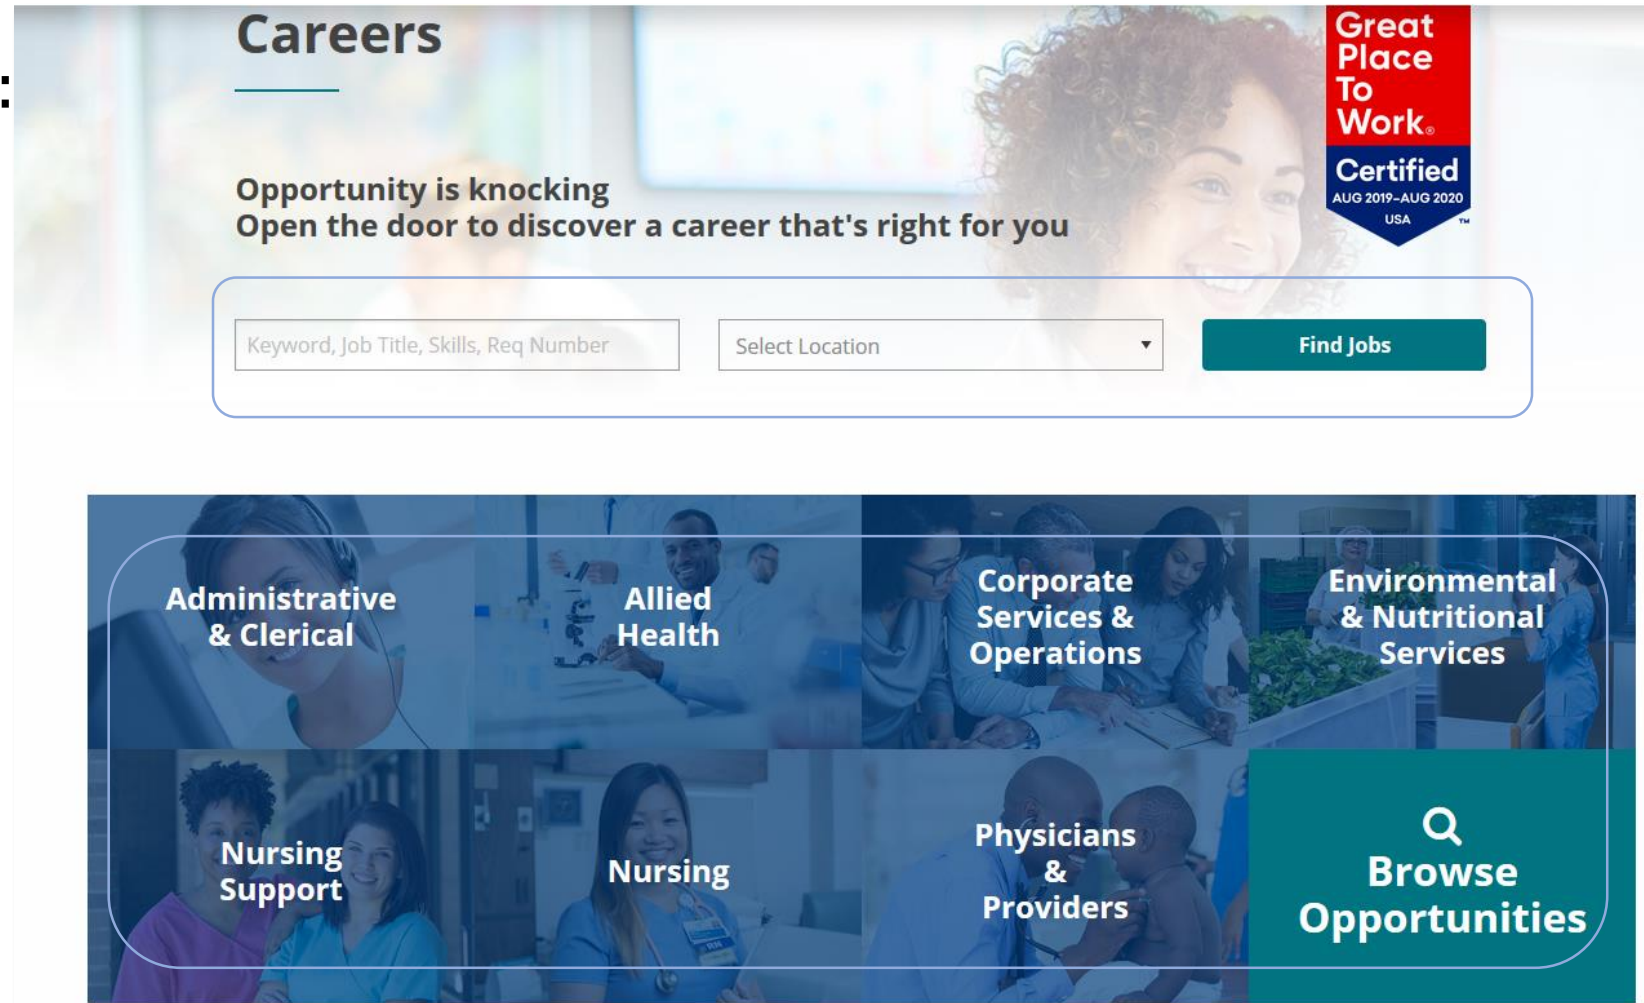 Careers
:
Great
Place
To
Work®
Certified
AUG 2019–AUG 2020
USA
™
Opportunity is knocking
Open the door to discover a career that's right for you
Keyword, Job Title, Skills, Req Number
Select Location
Find Jobs
Administrative
& Clerical
Allied
Health
Corporate
Services &
Operations
Environmental
& Nutritional
Services
Nursing
Support
Nursing
RN
Physicians
&
Providers
Browse
Opportunities